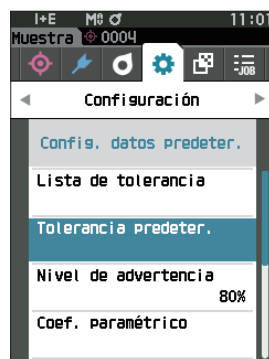 I+E M 11:01
Muestra 0004
JOB
Configuración
Config. datos predeter.
Lista de tolerancia
Tolerancia predeter.
Nivel de advertencia
80%
Coef. paramétrico